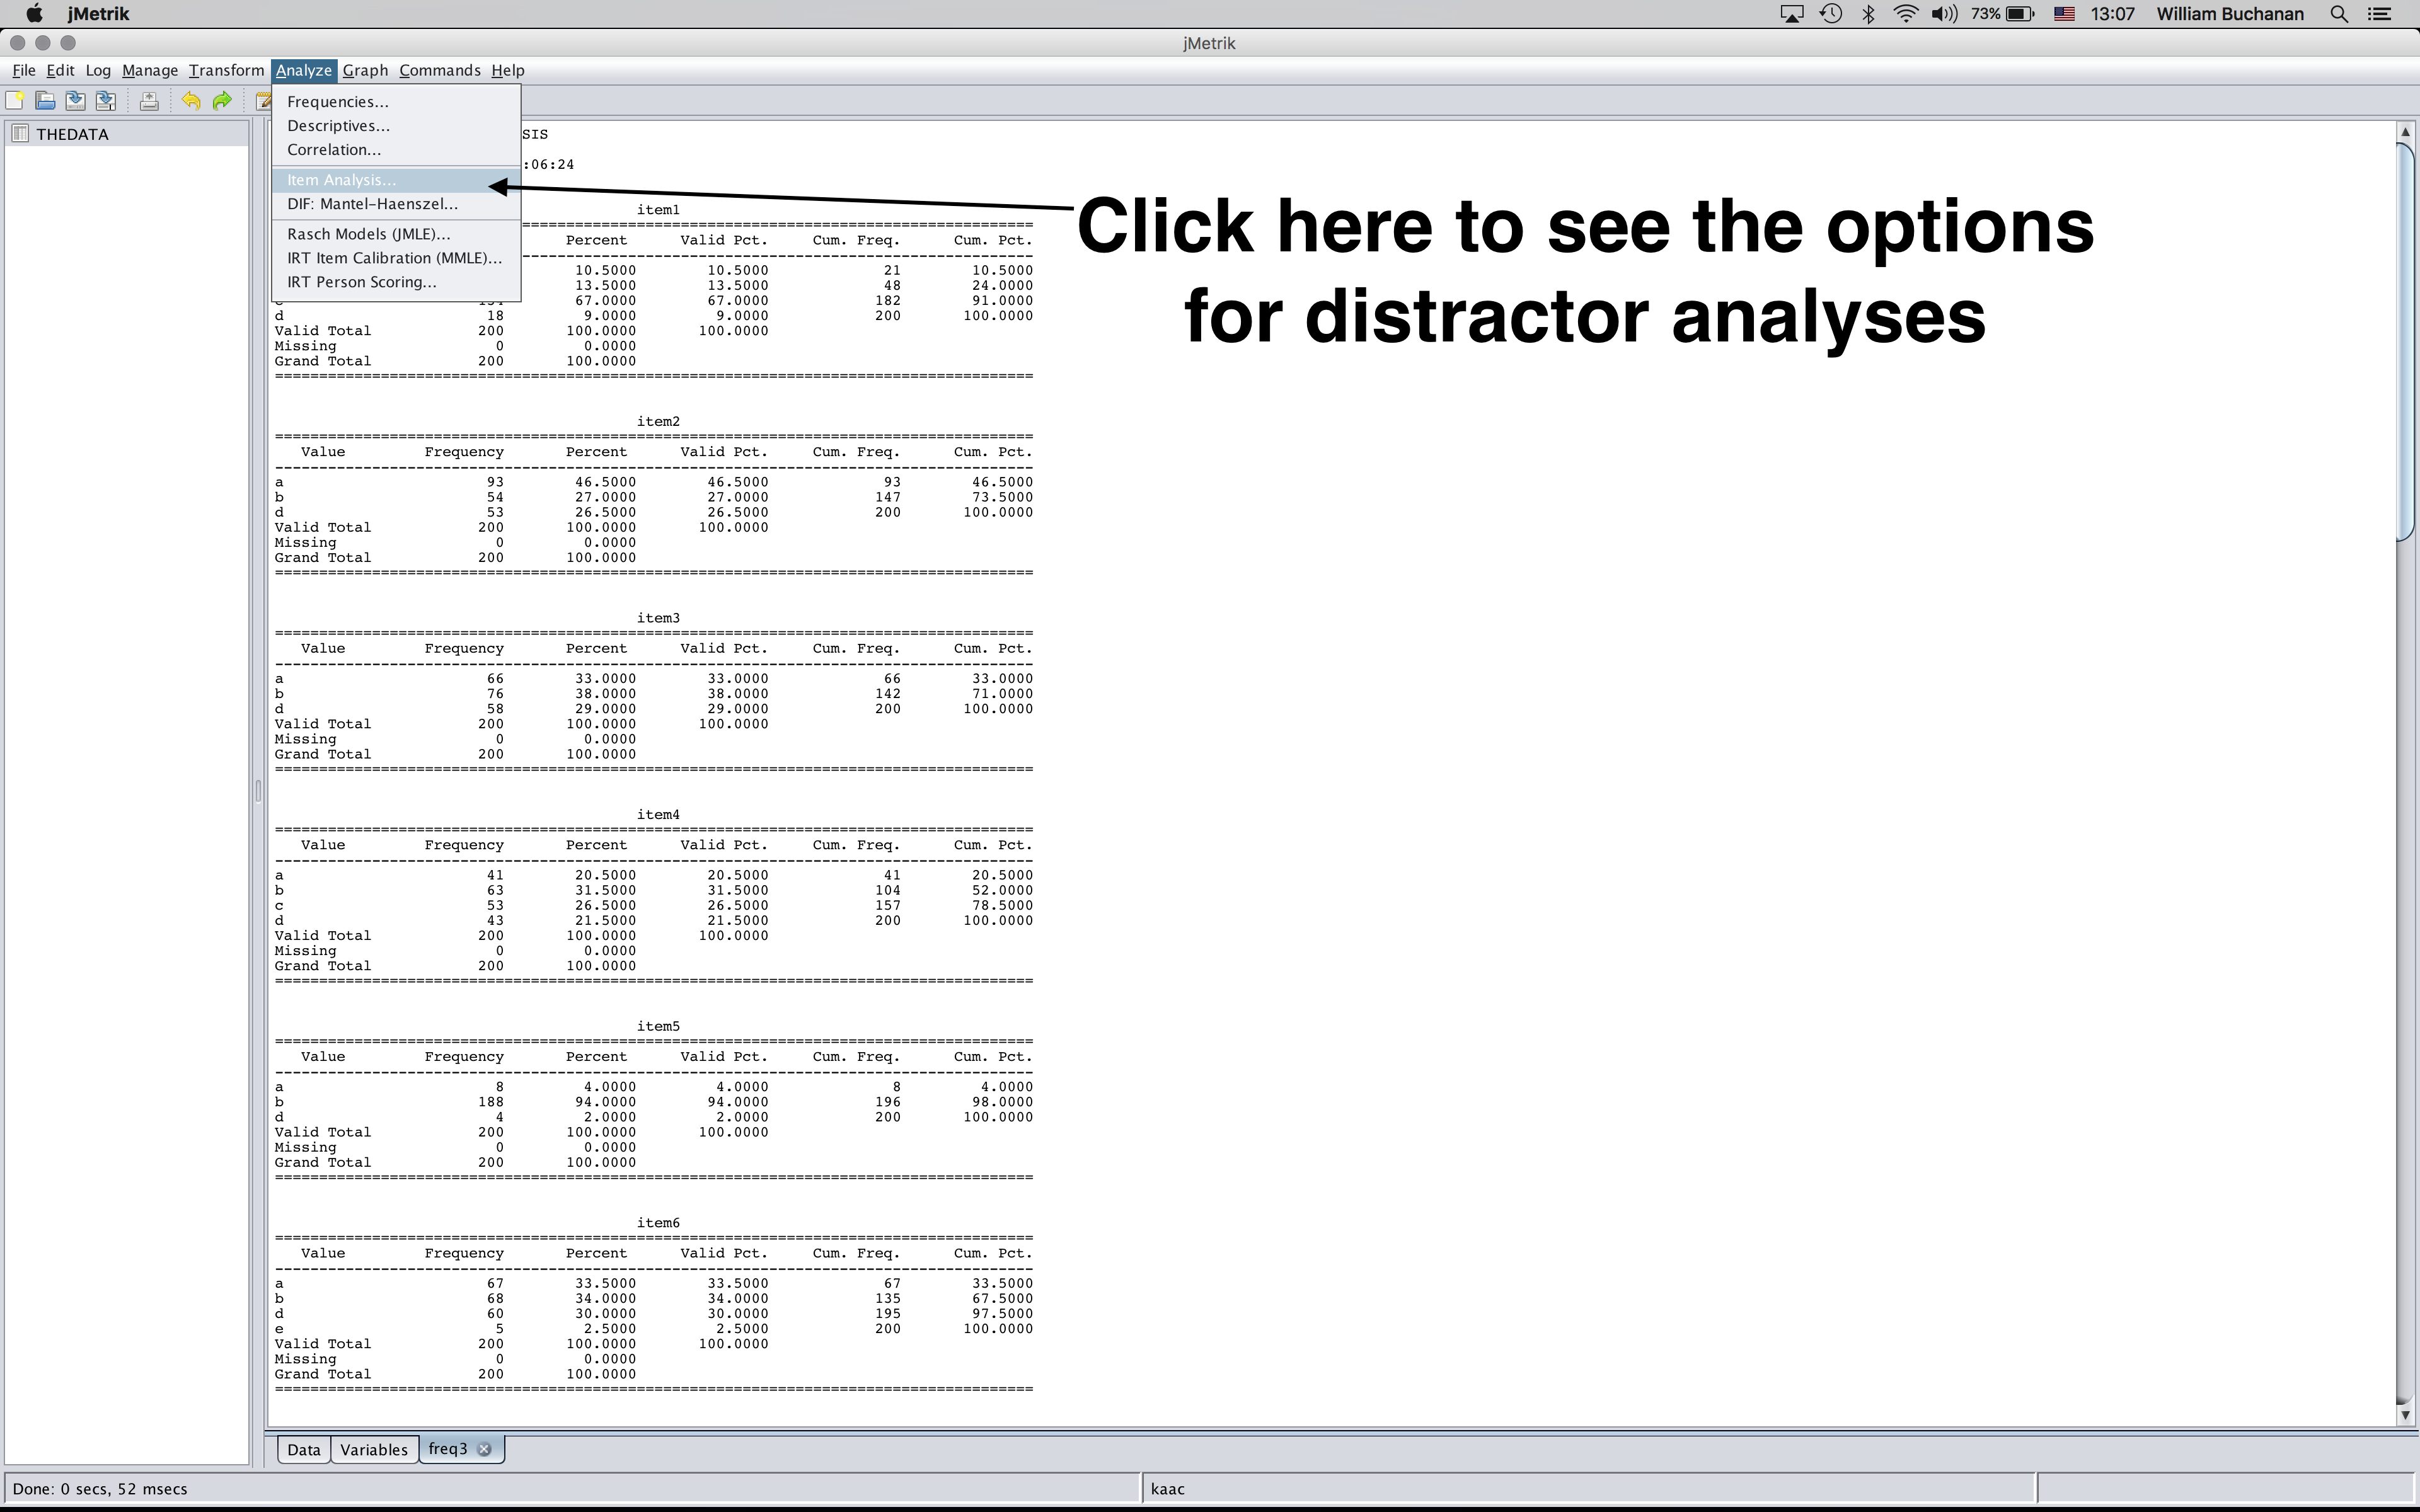 jMetrik 73% 13:07 William Buchanan
jMetrik
File Edit Log Manage Transform Analyze Graph Commands Help
THEDATA
Frequencies...
Descriptives...
Correlation...
Item Analysis...
DIF: Mantel-Haenszel...
Rasch Models (JMLE)...
IRT Item Calibration (MMLE)...
IRT Person Scoring...
SIS
:06:24
Click here to see the options
for distractor analyses
item1
Percent Valid Pct. Cum. Freq. Cum. Pct.
10.5000 10.5000 21 10.5000
13.5000 13.5000 48 24.0000
67.0000 67.0000 182 91.0000
d 18 9.0000 9.0000 200 100.0000
Valid Total 200 100.0000 100.0000
Missing 0 0.0000
Grand Total 200 100.0000
item2
Value Frequency Percent Valid Pct. Cum. Freq. Cum. Pct.
a 93 46.5000 46.5000 93 46.5000
b 54 27.0000 27.0000 147 73.5000
d 53 26.5000 26.5000 200 100.0000
Valid Total 200 100.0000 100.0000
Missing 0 0.0000
Grand Total 200 100.0000
item3
Value Frequency Percent Valid Pct. Cum. Freq. Cum. Pct.
a 66 33.0000 33.0000 66 33.0000
b 76 38.0000 38.0000 142 71.0000
d 58 29.0000 29.0000 200 100.0000
Valid Total 200 100.0000 100.0000
Missing 0 0.0000
Grand Total 200 100.0000
item4
Value Frequency Percent Valid Pct. Cum. Freq. Cum. Pct.
a 41 20.5000 20.5000 41 20.5000
b 63 31.5000 31.5000 104 52.0000
c 53 26.5000 26.5000 157 78.5000
d 43 21.5000 21.5000 200 100.0000
Valid Total 200 100.0000 100.0000
Missing 0 0.0000
Grand Total 200 100.0000
item5
Value Frequency Percent Valid Pct. Cum. Freq. Cum. Pct.
a 8 4.0000 4.0000 8 4.0000
b 188 94.0000 94.0000 196 98.0000
d 4 2.0000 2.0000 200 100.0000
Valid Total 200 100.0000 100.0000
Missing 0 0.0000
Grand Total 200 100.0000
item6
Value Frequency Percent Valid Pct. Cum. Freq. Cum. Pct.
a 67 33.5000 33.5000 67 33.5000
b 68 34.0000 34.0000 135 67.5000
d 60 30.0000 30.0000 195 97.5000
e 5 2.5000 2.5000 200 100.0000
Valid Total 200 100.0000 100.0000
Missing 0 0.0000
Grand Total 200 100.0000
Data Variables freq3
Done: 0 secs, 52 msecs kaac